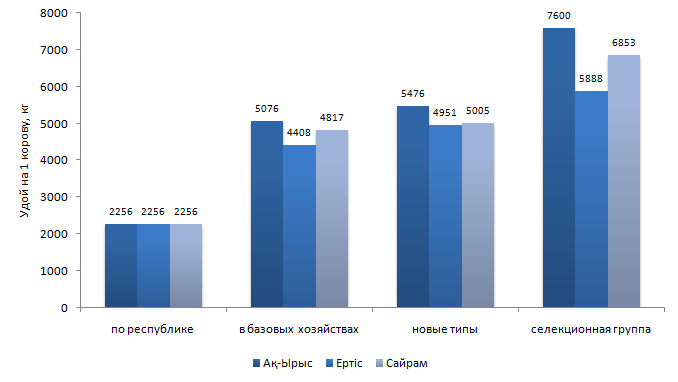 8000
7000
6000
5000
4000
3000
2000
1000
0
Удой на 1 корову, кг
2256 2256 2256
5076 4408 4817
5476 4951 5005
7600 5888 6853
по республике в базовых хозяйствах новые типы селекционная группа
Ақ-Ырыс Ертіс Сайрам